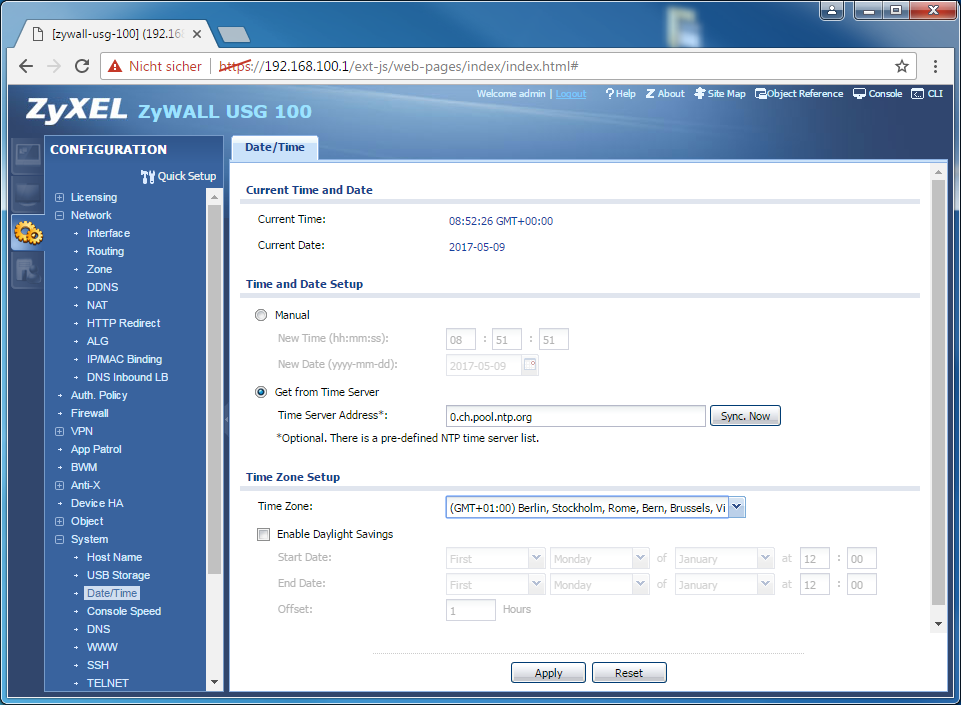 [zywall-usg-100] (192.168
Nicht sicher | https://192.168.100.1/ext-js/web-pages/index/index.html#
Welcome admin | Logout ? Help Z About Site Map Object Reference Console CLI
ZyXEL ZyWALL USG 100
CONFIGURATION
Quick Setup
Licensing
Network
Interface
Routing
Zone
DDNS
NAT
HTTP Redirect
ALG
IP/MAC Binding
DNS Inbound LB
Auth. Policy
Firewall
VPN
App Patrol
BWM
Anti-X
Device HA
Object
System
Host Name
USB Storage
Date/Time
Console Speed
DNS
WWW
SSH
TELNET
Date/Time
Current Time and Date
Current Time: 08:52:26 GMT+00:00
Current Date: 2017-05-09
Time and Date Setup
Manual
New Time (hh:mm:ss): 08 : 51 : 51
New Date (yyyy-mm-dd): 2017-05-09
Get from Time Server
Time Server Address*: 0.ch.pool.ntp.org Sync. Now
*Optional. There is a pre-defined NTP time server list.
Time Zone Setup
Time Zone: (GMT+01:00) Berlin, Stockholm, Rome, Bern, Brussels, Vi
Enable Daylight Savings
Start Date: First Monday of January at 12 : 00
End Date: First Monday of January at 12 : 00
Offset: 1 Hours
Apply Reset